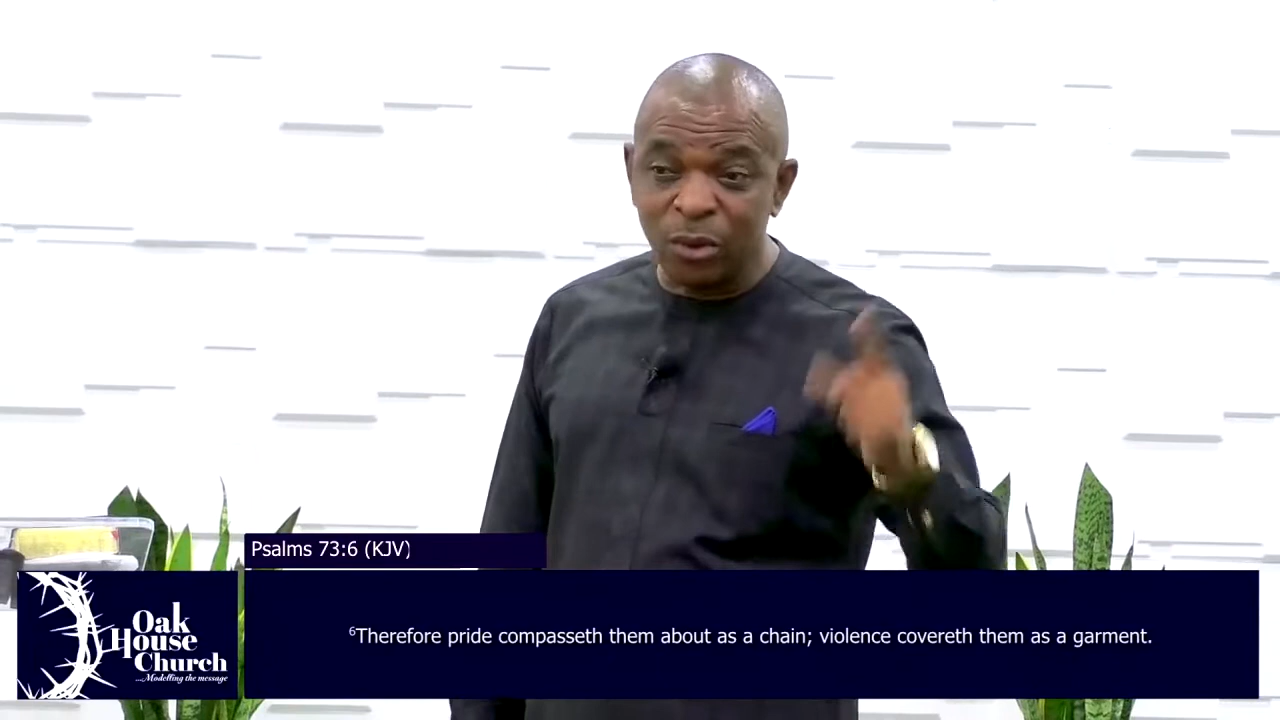 Psalms 73:6 (KJV)
Oak
House
Church
...Modelling the message
⁶Therefore pride compasseth them about as a chain; violence covereth them as a garment.